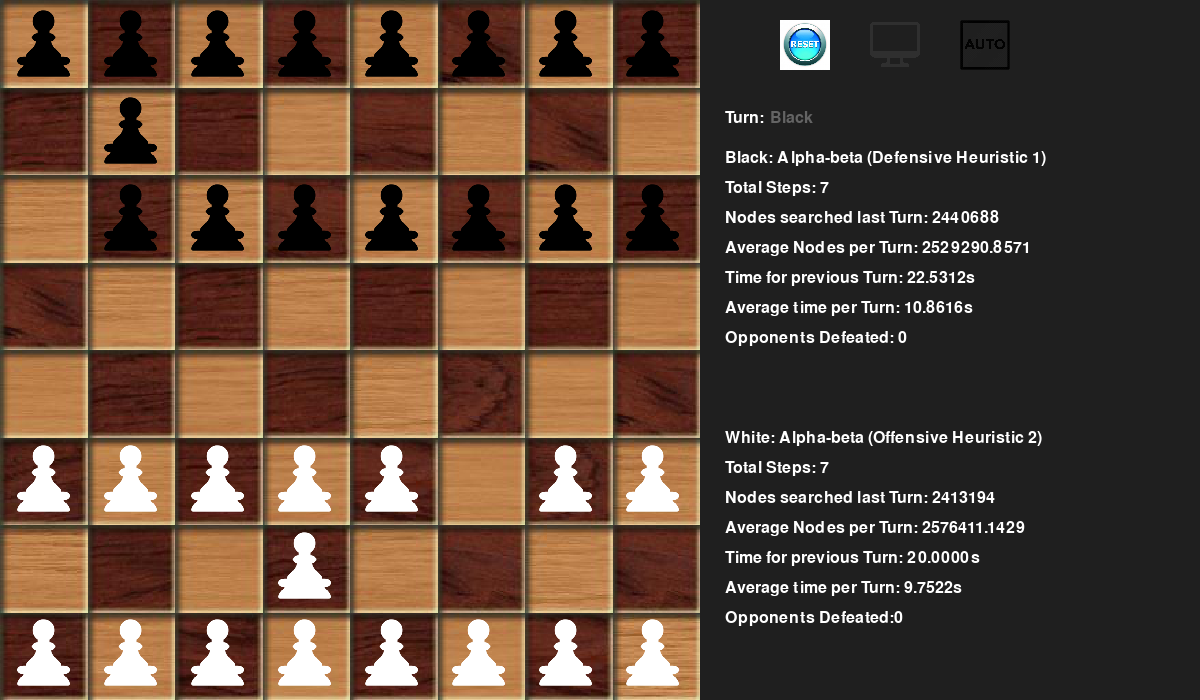 RESET
AUTO
Turn: Black
Black: Alpha-beta (Defensive Heuristic 1)
Total Steps: 7
Nodes searched last Turn: 2440688
Average Nodes per Turn: 2529290.8571
Time for previous Turn: 22.5312s
Average time per Turn: 10.8616s
Opponents Defeated: 0
White: Alpha-beta (Offensive Heuristic 2)
Total Steps: 7
Nodes searched last Turn: 2413194
Average Nodes per Turn: 2576411.1429
Time for previous Turn: 20.0000s
Average time per Turn: 9.7522s
Opponents Defeated:0